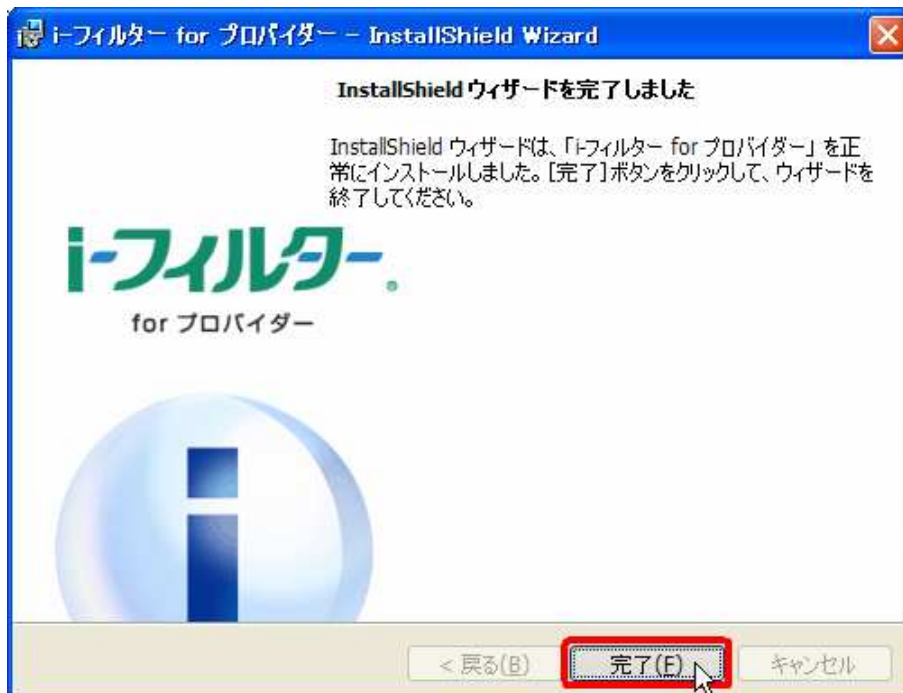 i-フィルター for プロバイダー - InstallShield Wizard
InstallShield ウィザードを完了しました
InstallShield ウィザードは、「i-フィルター for プロバイダー」を正
常にインストールしました。[完了]ボタンをクリックして、ウィザードを
終了してください。
i-フィルター®
for プロバイダー
i
< 戻る(B)
完了(F)
キャンセル